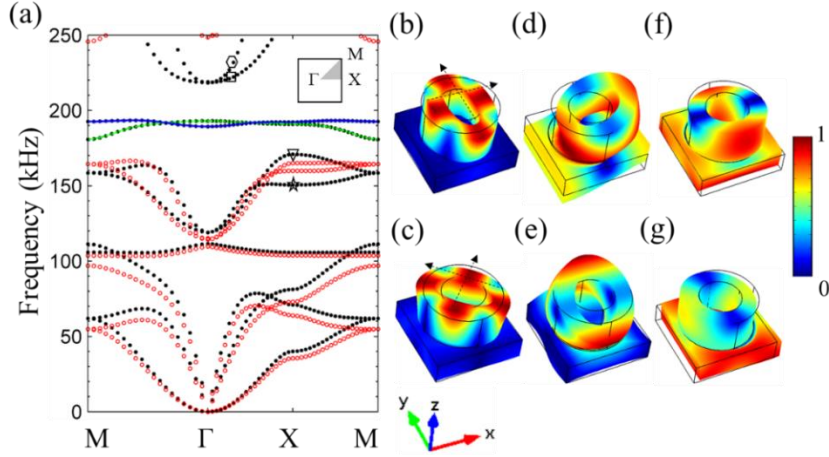 (a)
250
200
150
100
50
0
Frequency (kHz)
M
Γ
X
M
Γ
X
M
(b)
(d)
(f)
1
0
(c)
(e)
(g)
y
z
x